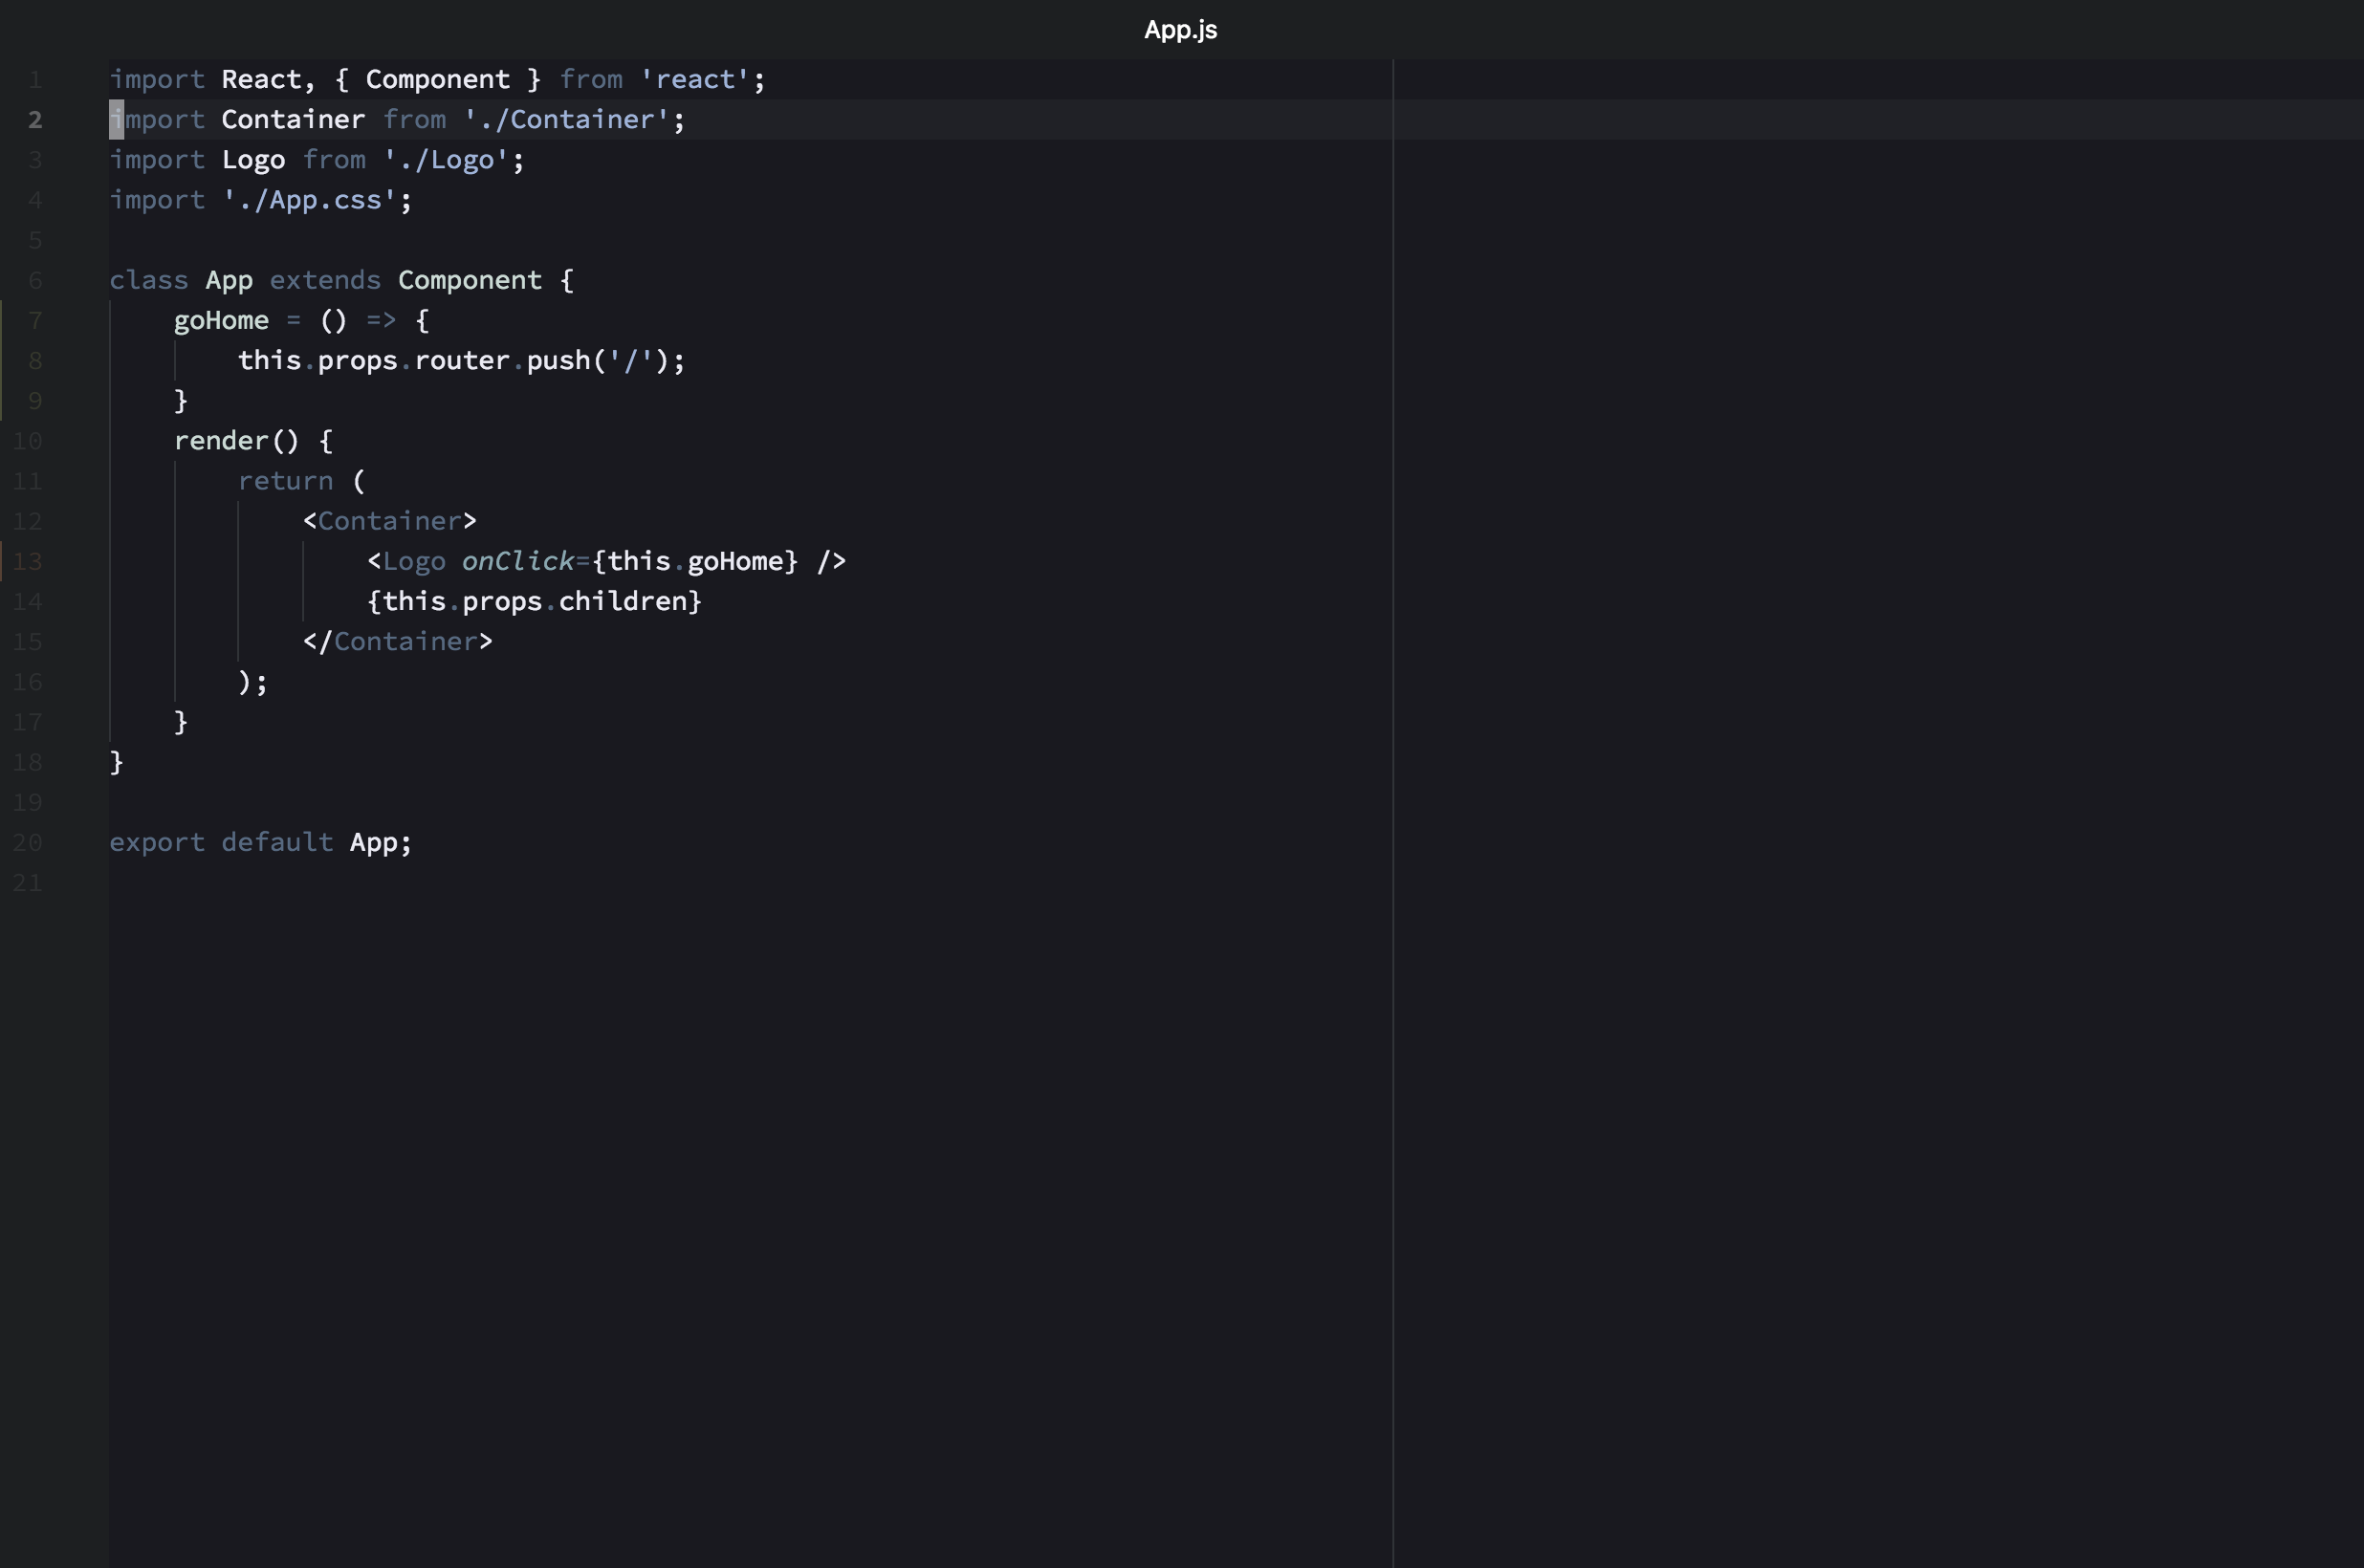 App.js
1 import React, { Component } from 'react';
2 import Container from './Container';
3 import Logo from './Logo';
4 import './App.css';
5
6 class App extends Component {
7     goHome = () => {
8         this.props.router.push('/');
9     }
10     render() {
11         return (
12             <Container>
13                 <Logo onClick={this.goHome} />
14                 {this.props.children}
15             </Container>
16         );
17     }
18 }
19
20 export default App;
21